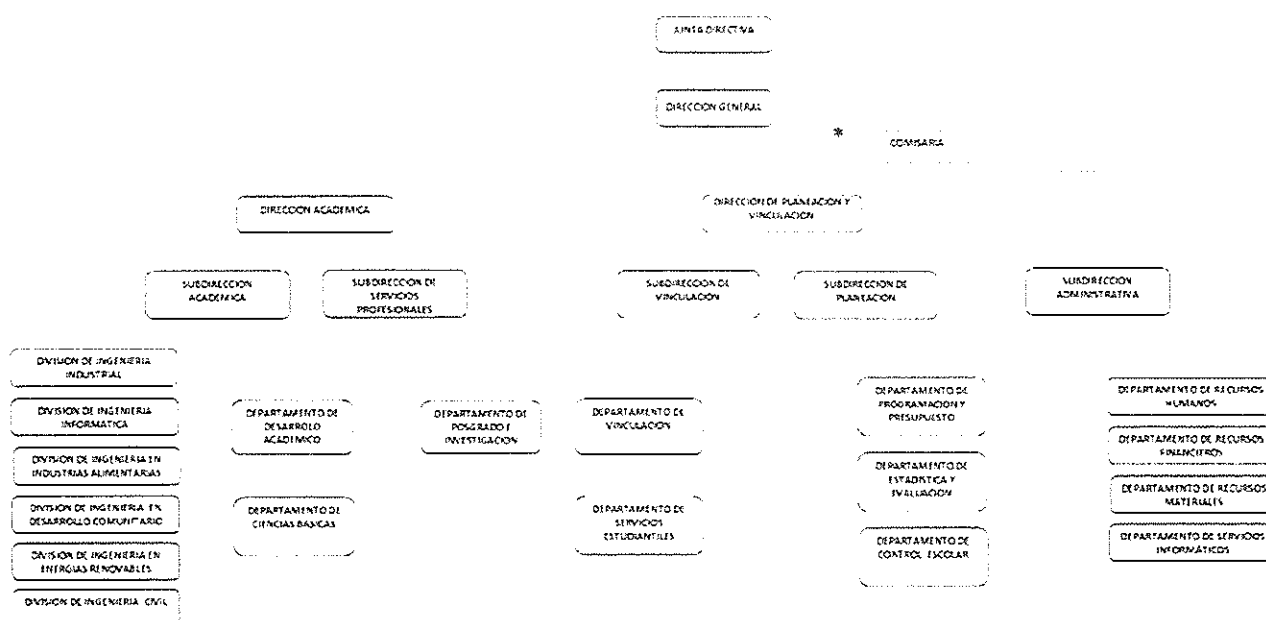 JUNTA DIRECTIVA
DIRECCION GENERAL
*
COMISARIA
DIRECCION ACADEMICA
DIRECCION DE PLANEACION Y
VINCULACION
SUBDIRECCION
ACADEMICA
SUBDIRECCION DE
SERVICIOS
PROFESIONALES
SUBDIRECCION DE
VINCULACIÓN
SUBDIRECCION DE
PLANEACIÓN
SUBDIRECCIÓN
ADMINISTRATIVA
DIVISION DE INGENIERIA
INDUSTRIAL
DIVISION DE INGENIERIA
INFORMATICA
DIVISION DE INGENIERIA EN
INDUSTRIAS ALIMENTARIAS
DIVISION DE INGENIERIA EN
DESARROLLO COMUNITARIO
DIVISION DE INGENIERIA EN
ENERGIAS RENOVABLES
DIVISION DE INGENIERIA CIVIL
DEPARTAMENTO DE
DESARROLLO
ACADEMICO
DEPARTAMENTO DE
CIENCIAS BASICAS
DEPARTAMENTO DE
POSGRADO E
INVESTIGACION
DEPARTAMENTO DE
VINCULACION
DEPARTAMENTO DE
SERVICIOS
ESTUDIANTILES
DEPARTAMENTO DE
PROGRAMACION Y
PRESUPUESTO
DEPARTAMENTO DE
ESTADISTICA Y
EVALUACION
DEPARTAMENTO DE
CONTROL ESCOLAR
DEPARTAMENTO DE RECURSOS
HUMANOS
DEPARTAMENTO DE RECURSOS
FINANCIEROS
DEPARTAMENTO DE RECURSOS
MATERIALES
DEPARTAMENTO DE SERVICIOS
INFORMÁTICOS